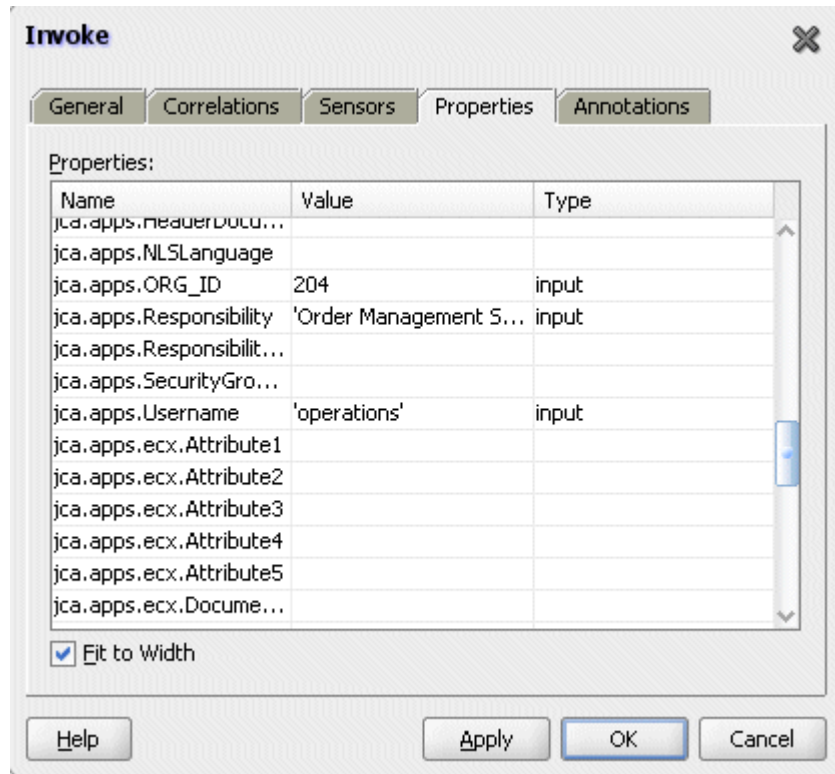 Invoke
General Correlations Sensors Properties Annotations
Properties:
Name Value Type
jca.apps.HeaderDocu...
jca.apps.NLSLanguage
jca.apps.ORG_ID 204 input
jca.apps.Responsibility 'Order Management S... input
jca.apps.Responsibilit...
jca.apps.SecurityGro...
jca.apps.Username 'operations' input
jca.apps.ecx.Attribute1
jca.apps.ecx.Attribute2
jca.apps.ecx.Attribute3
jca.apps.ecx.Attribute4
jca.apps.ecx.Attribute5
jca.apps.ecx.Docume...
Fit to Width
Help Apply OK Cancel